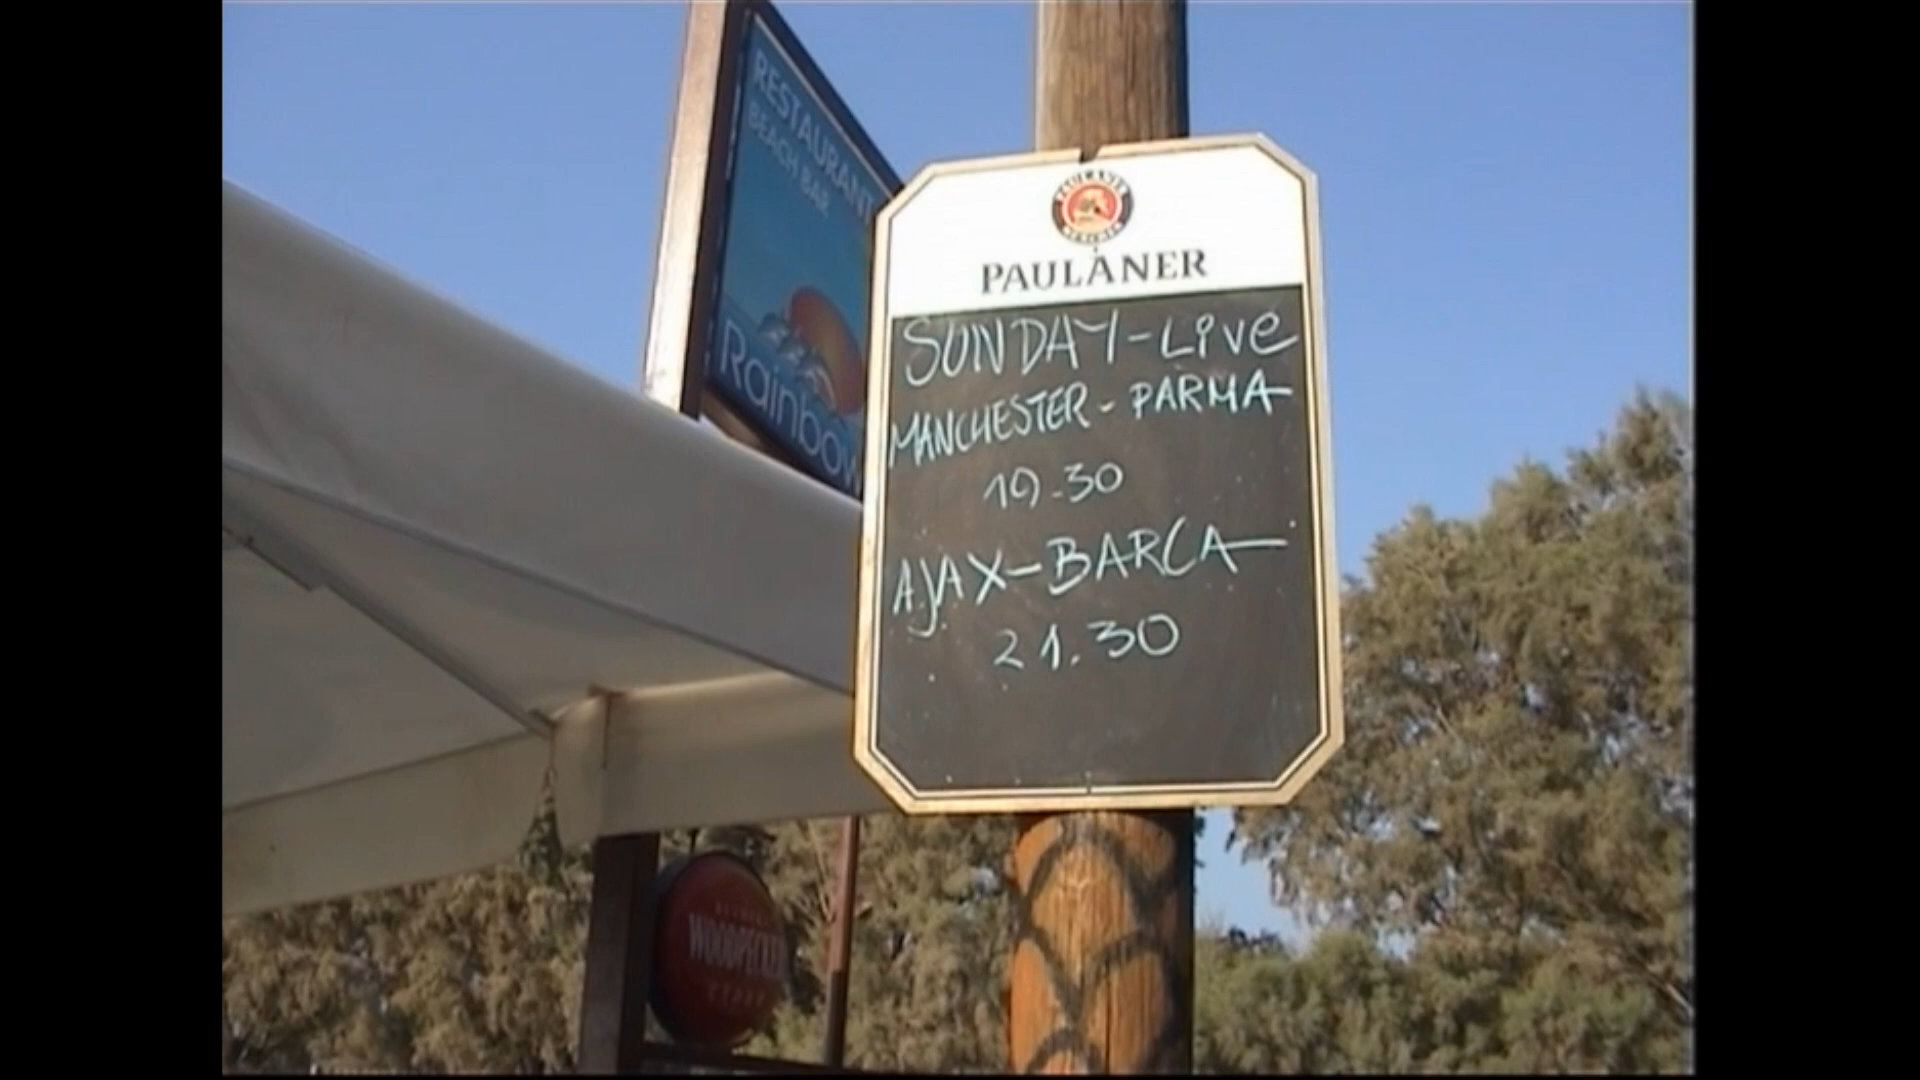 RESTAURANT
BEACH BAR
Rainbow
PAULANER
SUNDAY-Live
MANCHESTER-PARMA
19.30
AJAX-BARCA
21.30
WOODPECKER